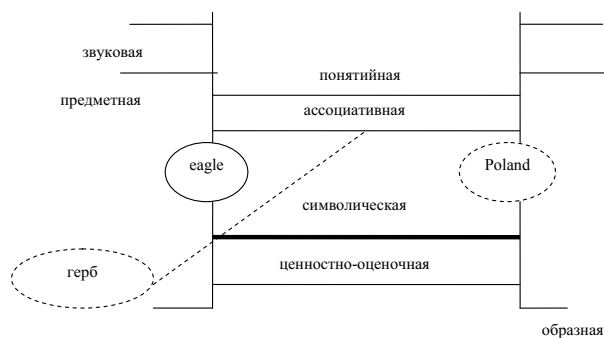 звуковая
понятийная
предметная
ассоциативная
eagle
Poland
символическая
герб
ценностно-оценочная
образная